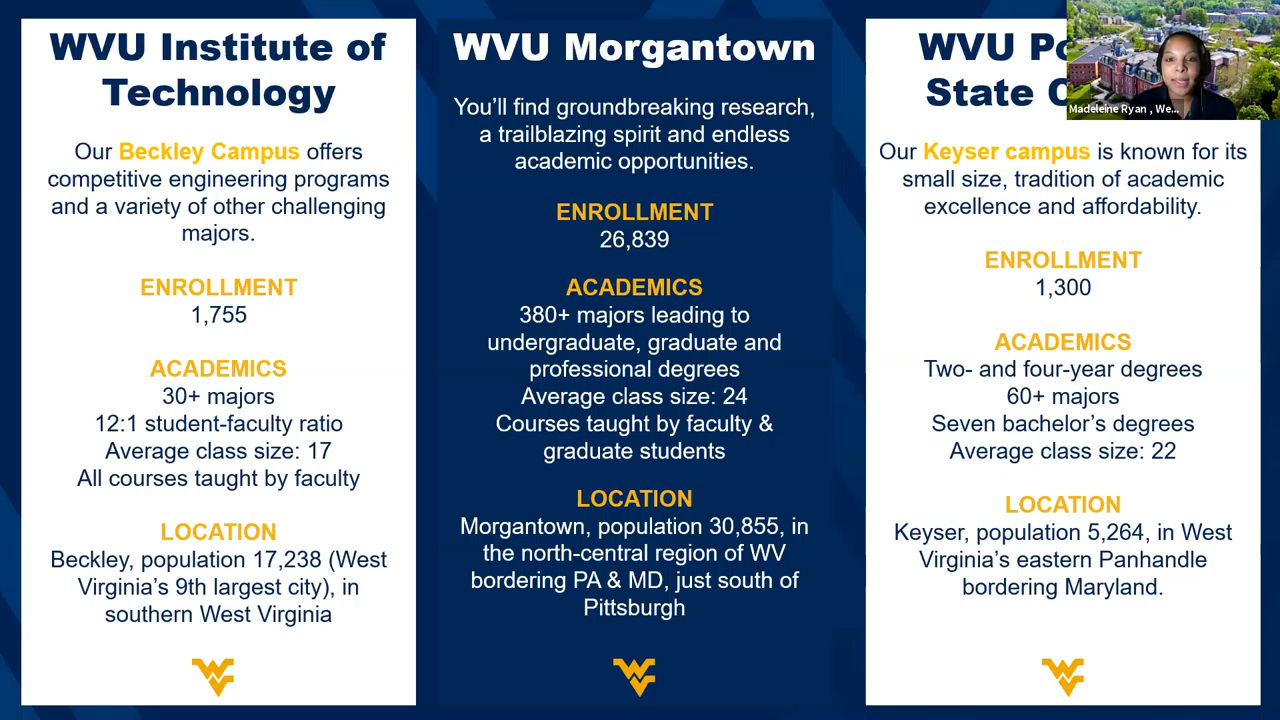 WVU Institute of
Technology
Our Beckley Campus offers
competitive engineering programs
and a variety of other challenging
majors.
ENROLLMENT
1,755
ACADEMICS
30+ majors
12:1 student-faculty ratio
Average class size: 17
All courses taught by faculty
LOCATION
Beckley, population 17,238 (West
Virginia's 9th largest city), in
southern West Virginia
WVU Morgantown
You'll find groundbreaking research,
a trailblazing spirit and endless
academic opportunities.
ENROLLMENT
26,839
ACADEMICS
380+ majors leading to
undergraduate, graduate and
professional degrees
Average class size: 24
Courses taught by faculty &
graduate students
LOCATION
Morgantown, population 30,855, in
the north-central region of WV
bordering PA & MD, just south of
Pittsburgh
WVU
State
Our Keyser campus is known for its
small size, tradition of academic
excellence and affordability.
ENROLLMENT
1,300
ACADEMICS
Two- and four-year degrees
60+ majors
Seven bachelor's degrees
Average class size: 22
LOCATION
Keyser, population 5,264, in West
Virginia's eastern Panhandle
bordering Maryland.
Madeleine Ryan , We...